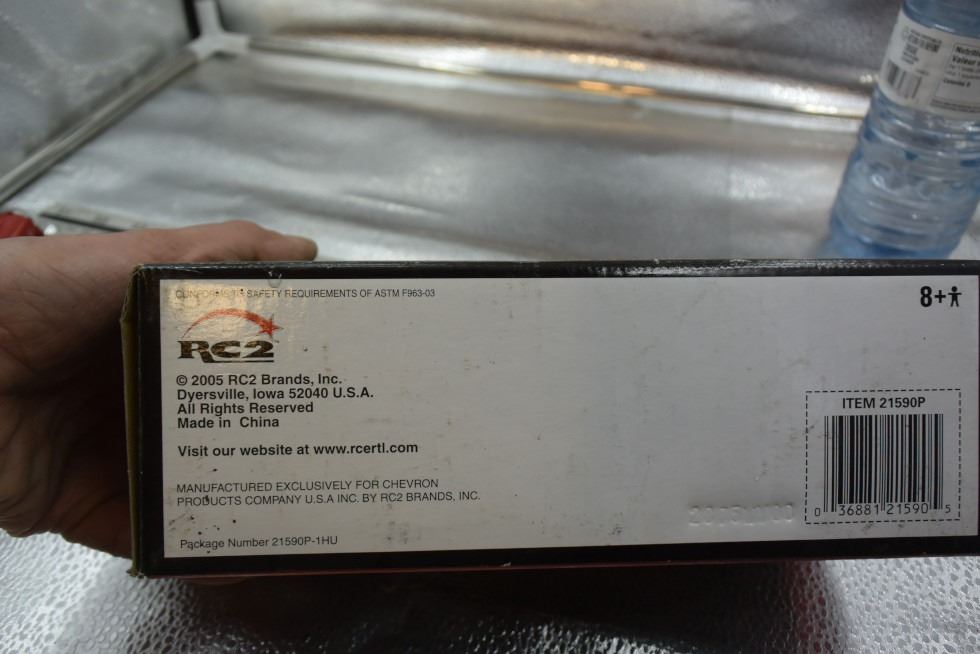 CONFORMS TO SAFETY REQUIREMENTS OF ASTM F963-03
8+
RC2
© 2005 RC2 Brands, Inc.
Dyersville, Iowa 52040 U.S.A.
All Rights Reserved
Made in China
Visit our website at www.rcertl.com
MANUFACTURED EXCLUSIVELY FOR CHEVRON
PRODUCTS COMPANY U.S.A INC. BY RC2 BRANDS, INC.
Package Number 21590P-1HU
ITEM 21590P
0 36881 21590 5